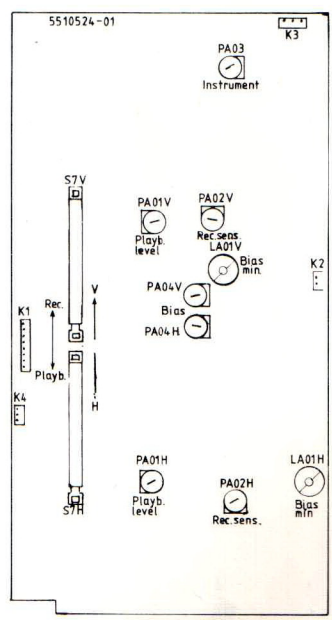 5510524-01
K3
PA03
Instrument
S7V
PA01V
Playb.
level
PA02V
Rec.sens.
LA01V
Bias
min.
K2
PA04V
Bias
PA04H
V
Rec.
K1
Playb.
H
K4
PA01H
Playb.
level
PA02H
Rec.sens.
LA01H
Bias
min
S7H